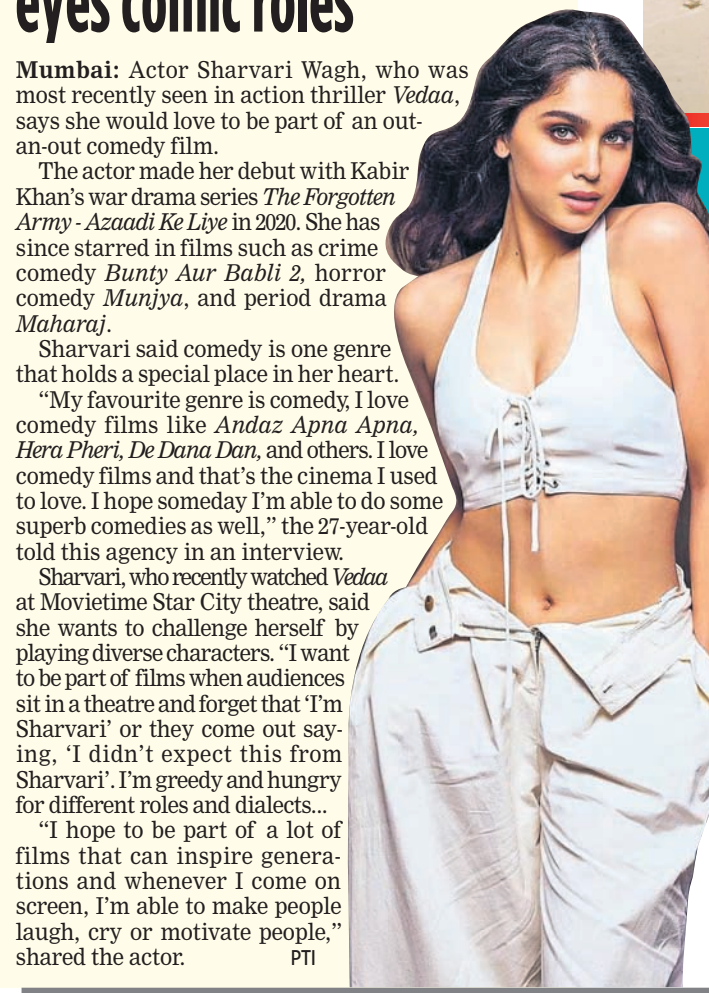 eyes comic roles
Mumbai: Actor Sharvari Wagh, who was
most recently seen in action thriller Vedaa,
says she would love to be part of an out-
an-out comedy film.
The actor made her debut with Kabir
Khan's war drama series The Forgotten
Army - Azaadi Ke Liye in 2020. She has
since starred in films such as crime
comedy Bunty Aur Babli 2, horror
comedy Munjya, and period drama
Maharaj.
Sharvari said comedy is one genre
that holds a special place in her heart.
“My favourite genre is comedy, I love
comedy films like Andaz Apna Apna,
Hera Pheri, De Dana Dan, and others. I love
comedy films and that's the cinema I used
to love. I hope someday I'm able to do some
superb comedies as well,” the 27-year-old
told this agency in an interview.
Sharvari, who recently watched Vedaa
at Movietime Star City theatre, said
she wants to challenge herself by
playing diverse characters. “I want
to be part of films when audiences
sit in a theatre and forget that ‘I'm
Sharvari’ or they come out say-
ing, ‘I didn't expect this from
Sharvari’. I'm greedy and hungry
for different roles and dialects...
“I hope to be part of a lot of
films that can inspire genera-
tions and whenever I come on
screen, I'm able to make people
laugh, cry or motivate people,”
shared the actor. PTI